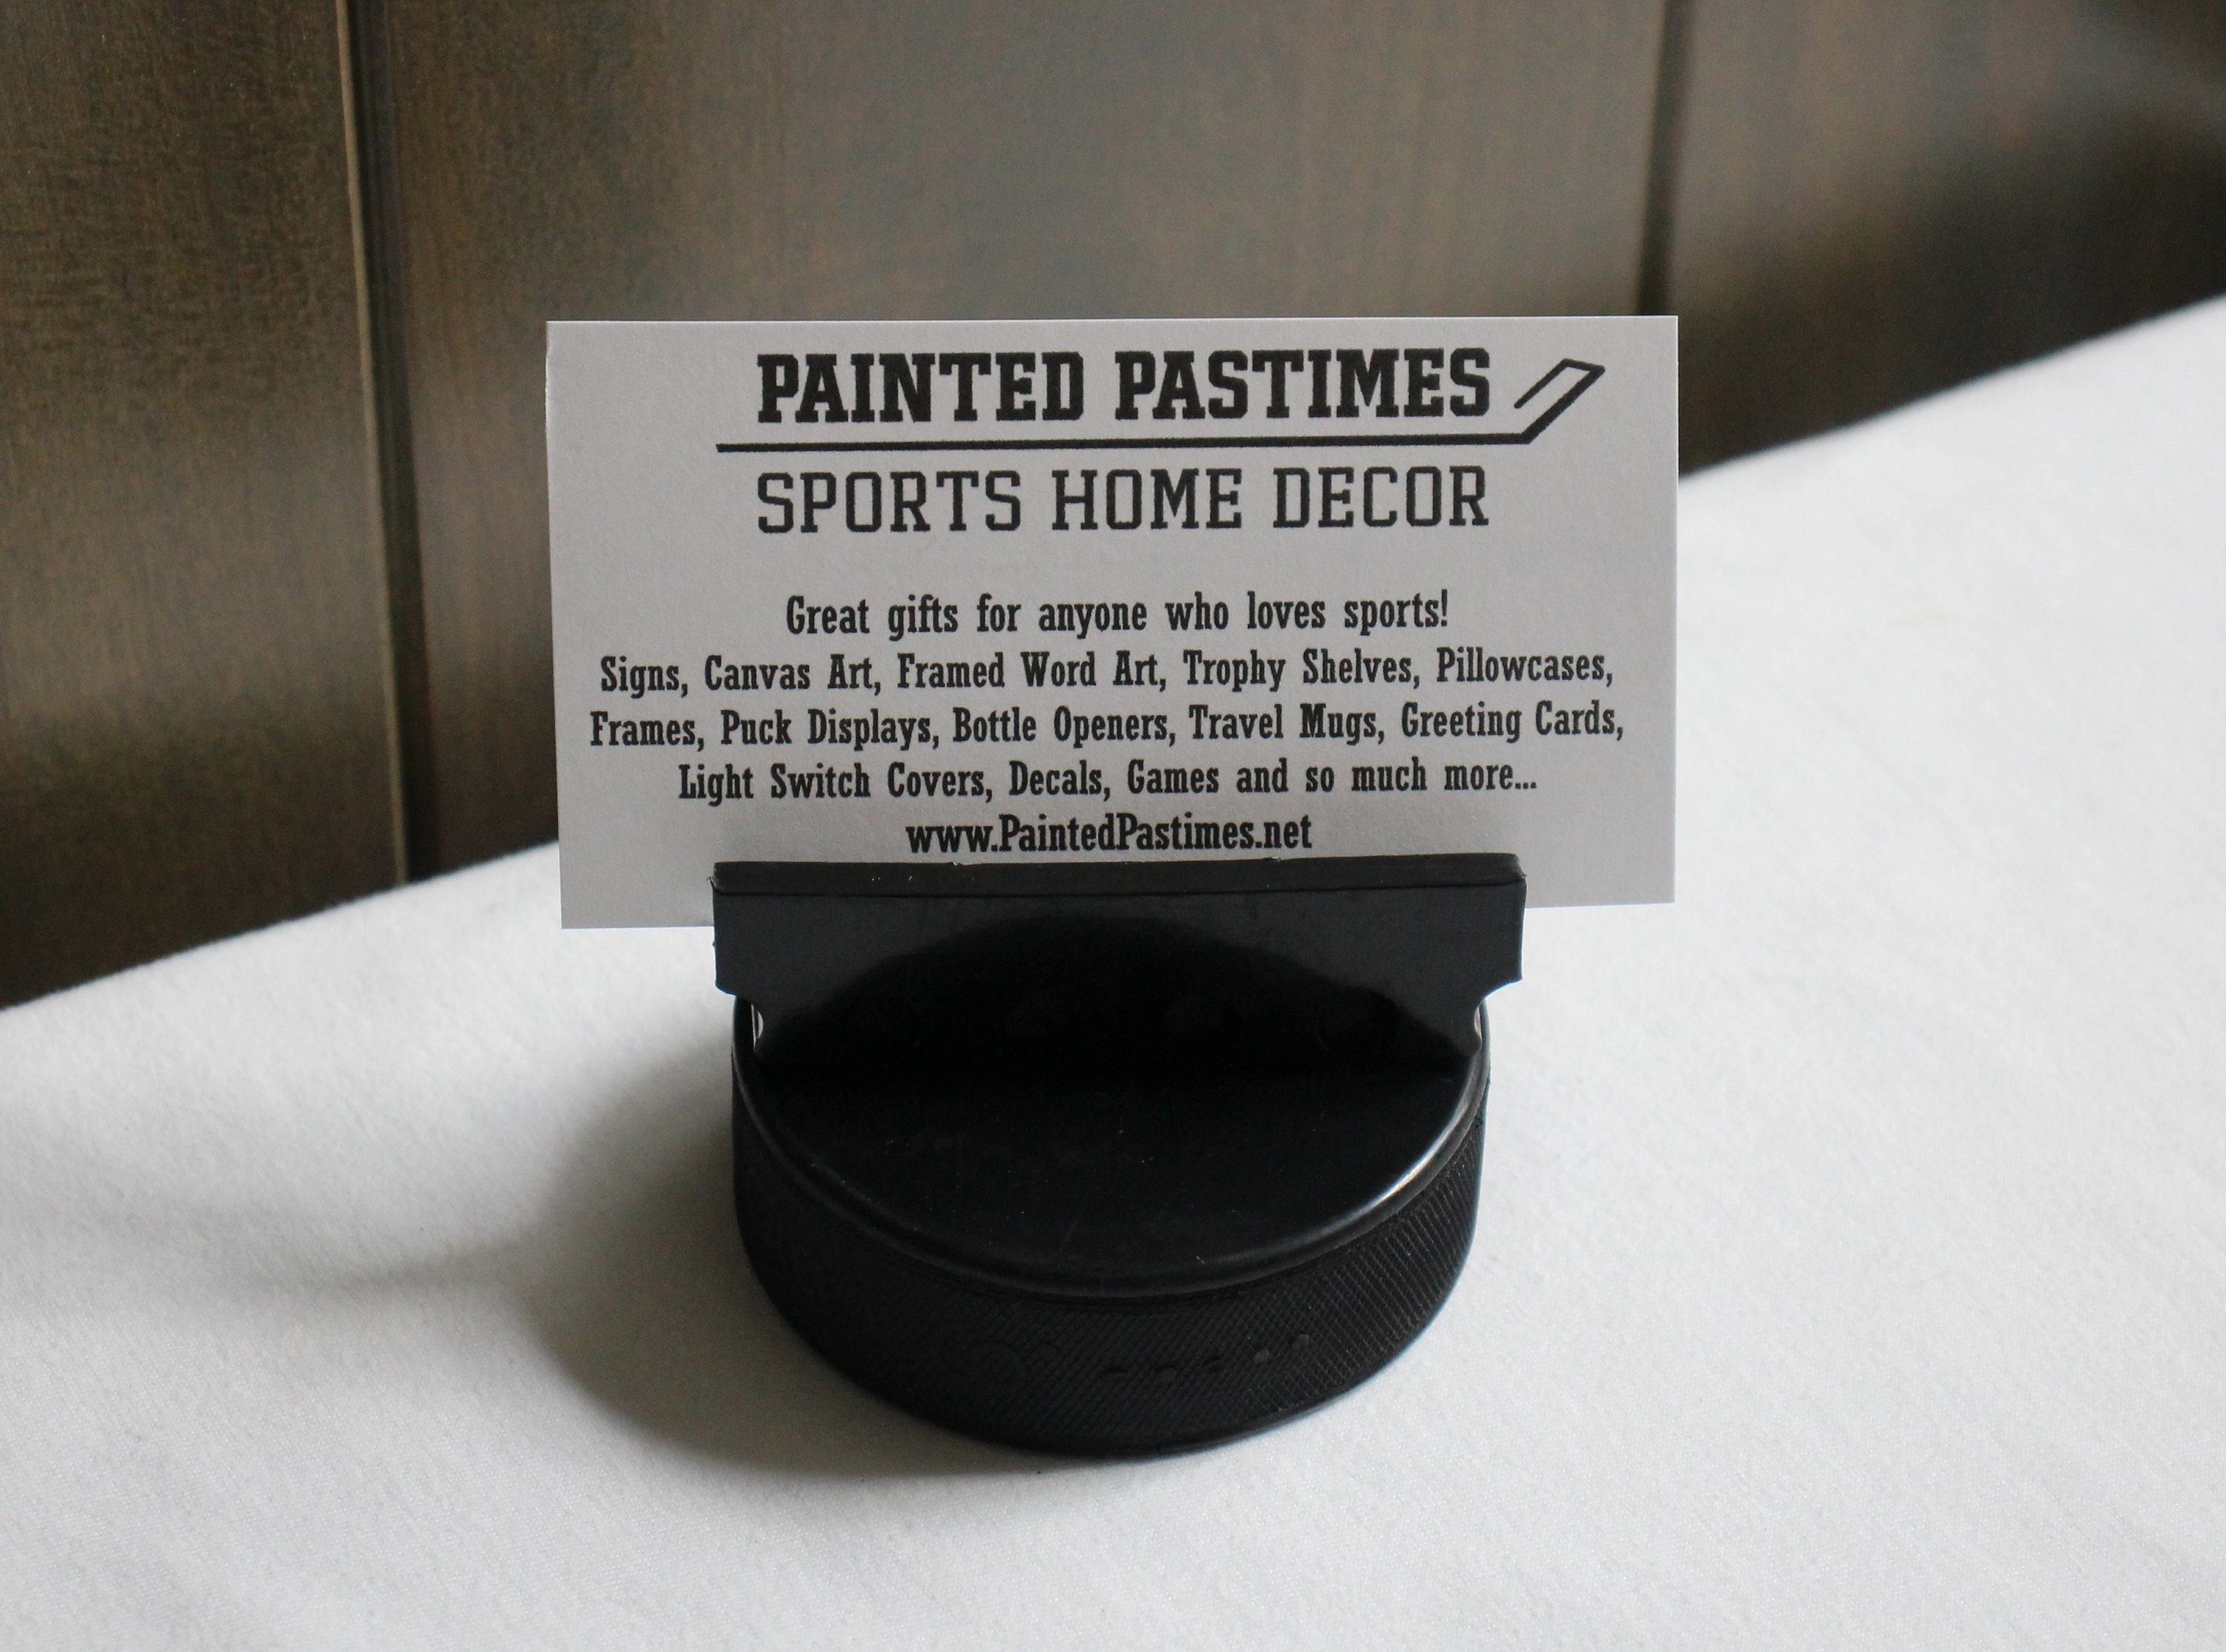 PAINTED PASTIMES
SPORTS HOME DECOR
Great gifts for anyone who loves sports!
Signs, Canvas Art, Framed Word Art, Trophy Shelves, Pillowcases,
Frames, Puck Displays, Bottle Openers, Travel Mugs, Greeting Cards,
Light Switch Covers, Decals, Games and so much more...
www.PaintedPastimes.net